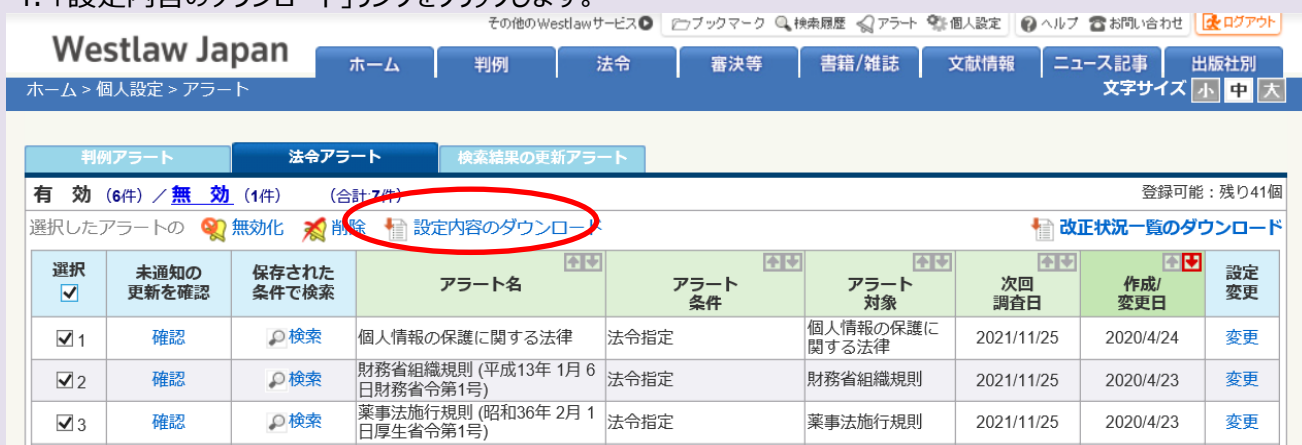 1. 「設定内容のダウンロード」リンクをクリックします。
その他のWestlawサービス ブックマーク 検索履歴 アラート 個人設定 ヘルプ お問い合わせ ログアウト
Westlaw Japan
ホーム 判例 法令 審決等 書籍/雑誌 文献情報 ニュース記事 出版社別
ホーム > 個人設定 > アラート 文字サイズ 小 中 大
判例アラート 法令アラート 検索結果の更新アラート
有 効 (6件) / 無 効 (1件) (合計:7件) 登録可能:残り41個
選択したアラートの 無効化 削除 設定内容のダウンロード 改正状況一覧のダウンロード
選択 未通知の更新を確認 保存された条件で検索 アラート名 アラート条件 アラート対象 次回調査日 作成/変更日 設定変更
1 確認 検索 個人情報の保護に関する法律 法令指定 個人情報の保護に関する法律 2021/11/25 2020/4/24 変更
2 確認 検索 財務省組織規則 (平成13年 1月 6日財務省令第1号) 法令指定 財務省組織規則 2021/11/25 2020/4/23 変更
3 確認 検索 薬事法施行規則 (昭和36年 2月 1日厚生省令第1号) 法令指定 薬事法施行規則 2021/11/25 2020/4/23 変更